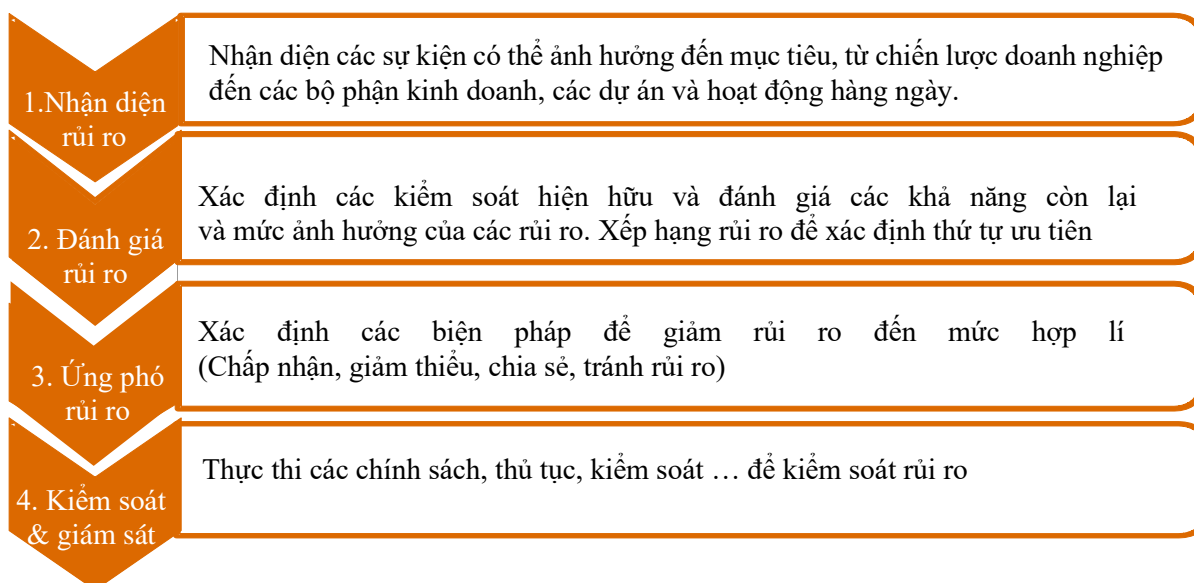 1.Nhận diện
rủi ro
Nhận diện các sự kiện có thể ảnh hưởng đến mục tiêu, từ chiến lược doanh nghiệp
đến các bộ phận kinh doanh, các dự án và hoạt động hàng ngày.
2. Đánh giá
rủi ro
Xác định các kiểm soát hiện hữu và đánh giá các khả năng còn lại
và mức ảnh hưởng của các rủi ro. Xếp hạng rủi ro để xác định thứ tự ưu tiên
3. Ứng phó
rủi ro
Xác định các biện pháp để giảm rủi ro đến mức hợp lí
(Chấp nhận, giảm thiểu, chia sẻ, tránh rủi ro)
4. Kiểm soát
& giám sát
Thực thi các chính sách, thủ tục, kiểm soát … để kiểm soát rủi ro